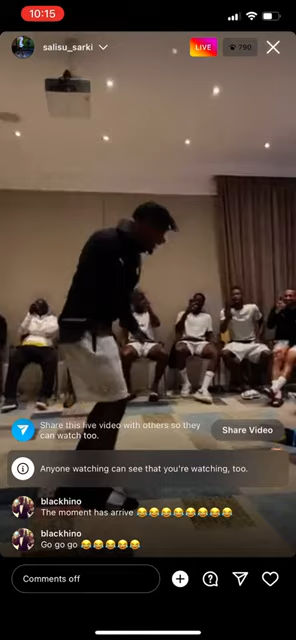 10:15
salisu_sarki
LIVE
790
Share this live video with others so they
can watch too.
Share Video
Anyone watching can see that you're watching, too.
blackhino
The moment has arrive 😂😂😂😂😂😂😂😂
blackhino
Go go go 😂😂😂😂😂
Comments off